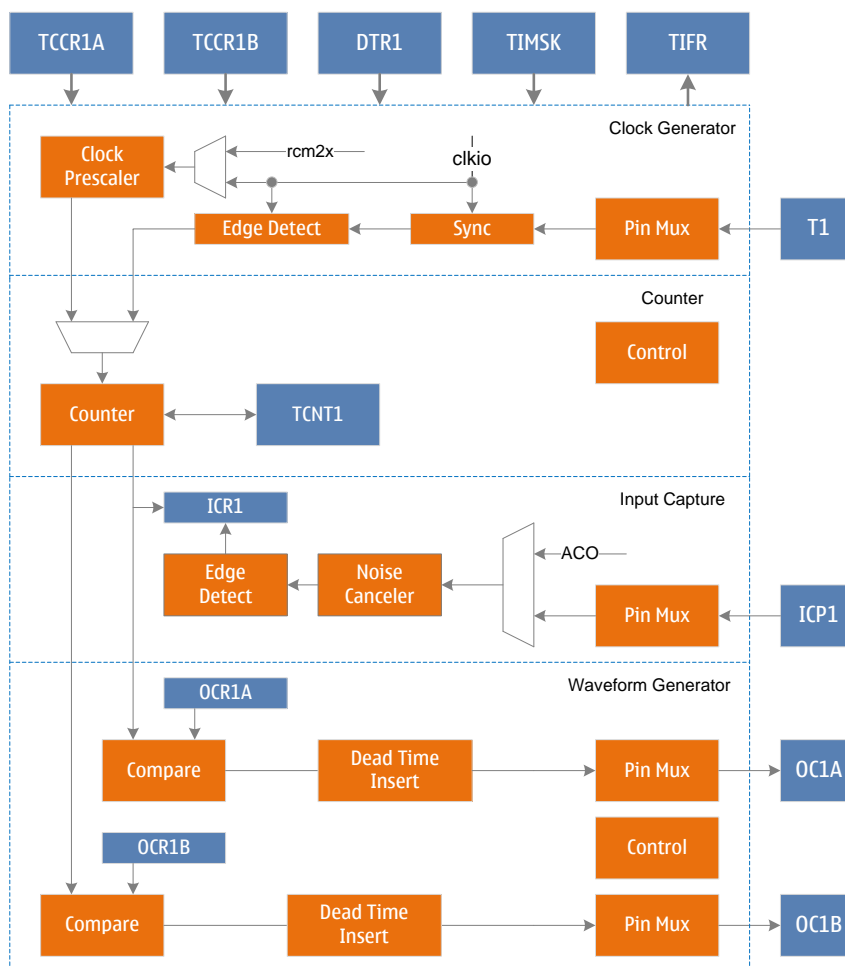 TCCR1A
TCCR1B
DTR1
TIMSK
TIFR
Clock Generator
Clock
Prescaler
rcm2x
clkio
Edge Detect
Sync
Pin Mux
T1
Counter
Control
Counter
TCNT1
Input Capture
ICR1
Edge
Detect
Noise
Canceler
ACO
Pin Mux
ICP1
Waveform Generator
OCR1A
Compare
Dead Time
Insert
Pin Mux
OC1A
OCR1B
Control
Compare
Dead Time
Insert
Pin Mux
OC1B